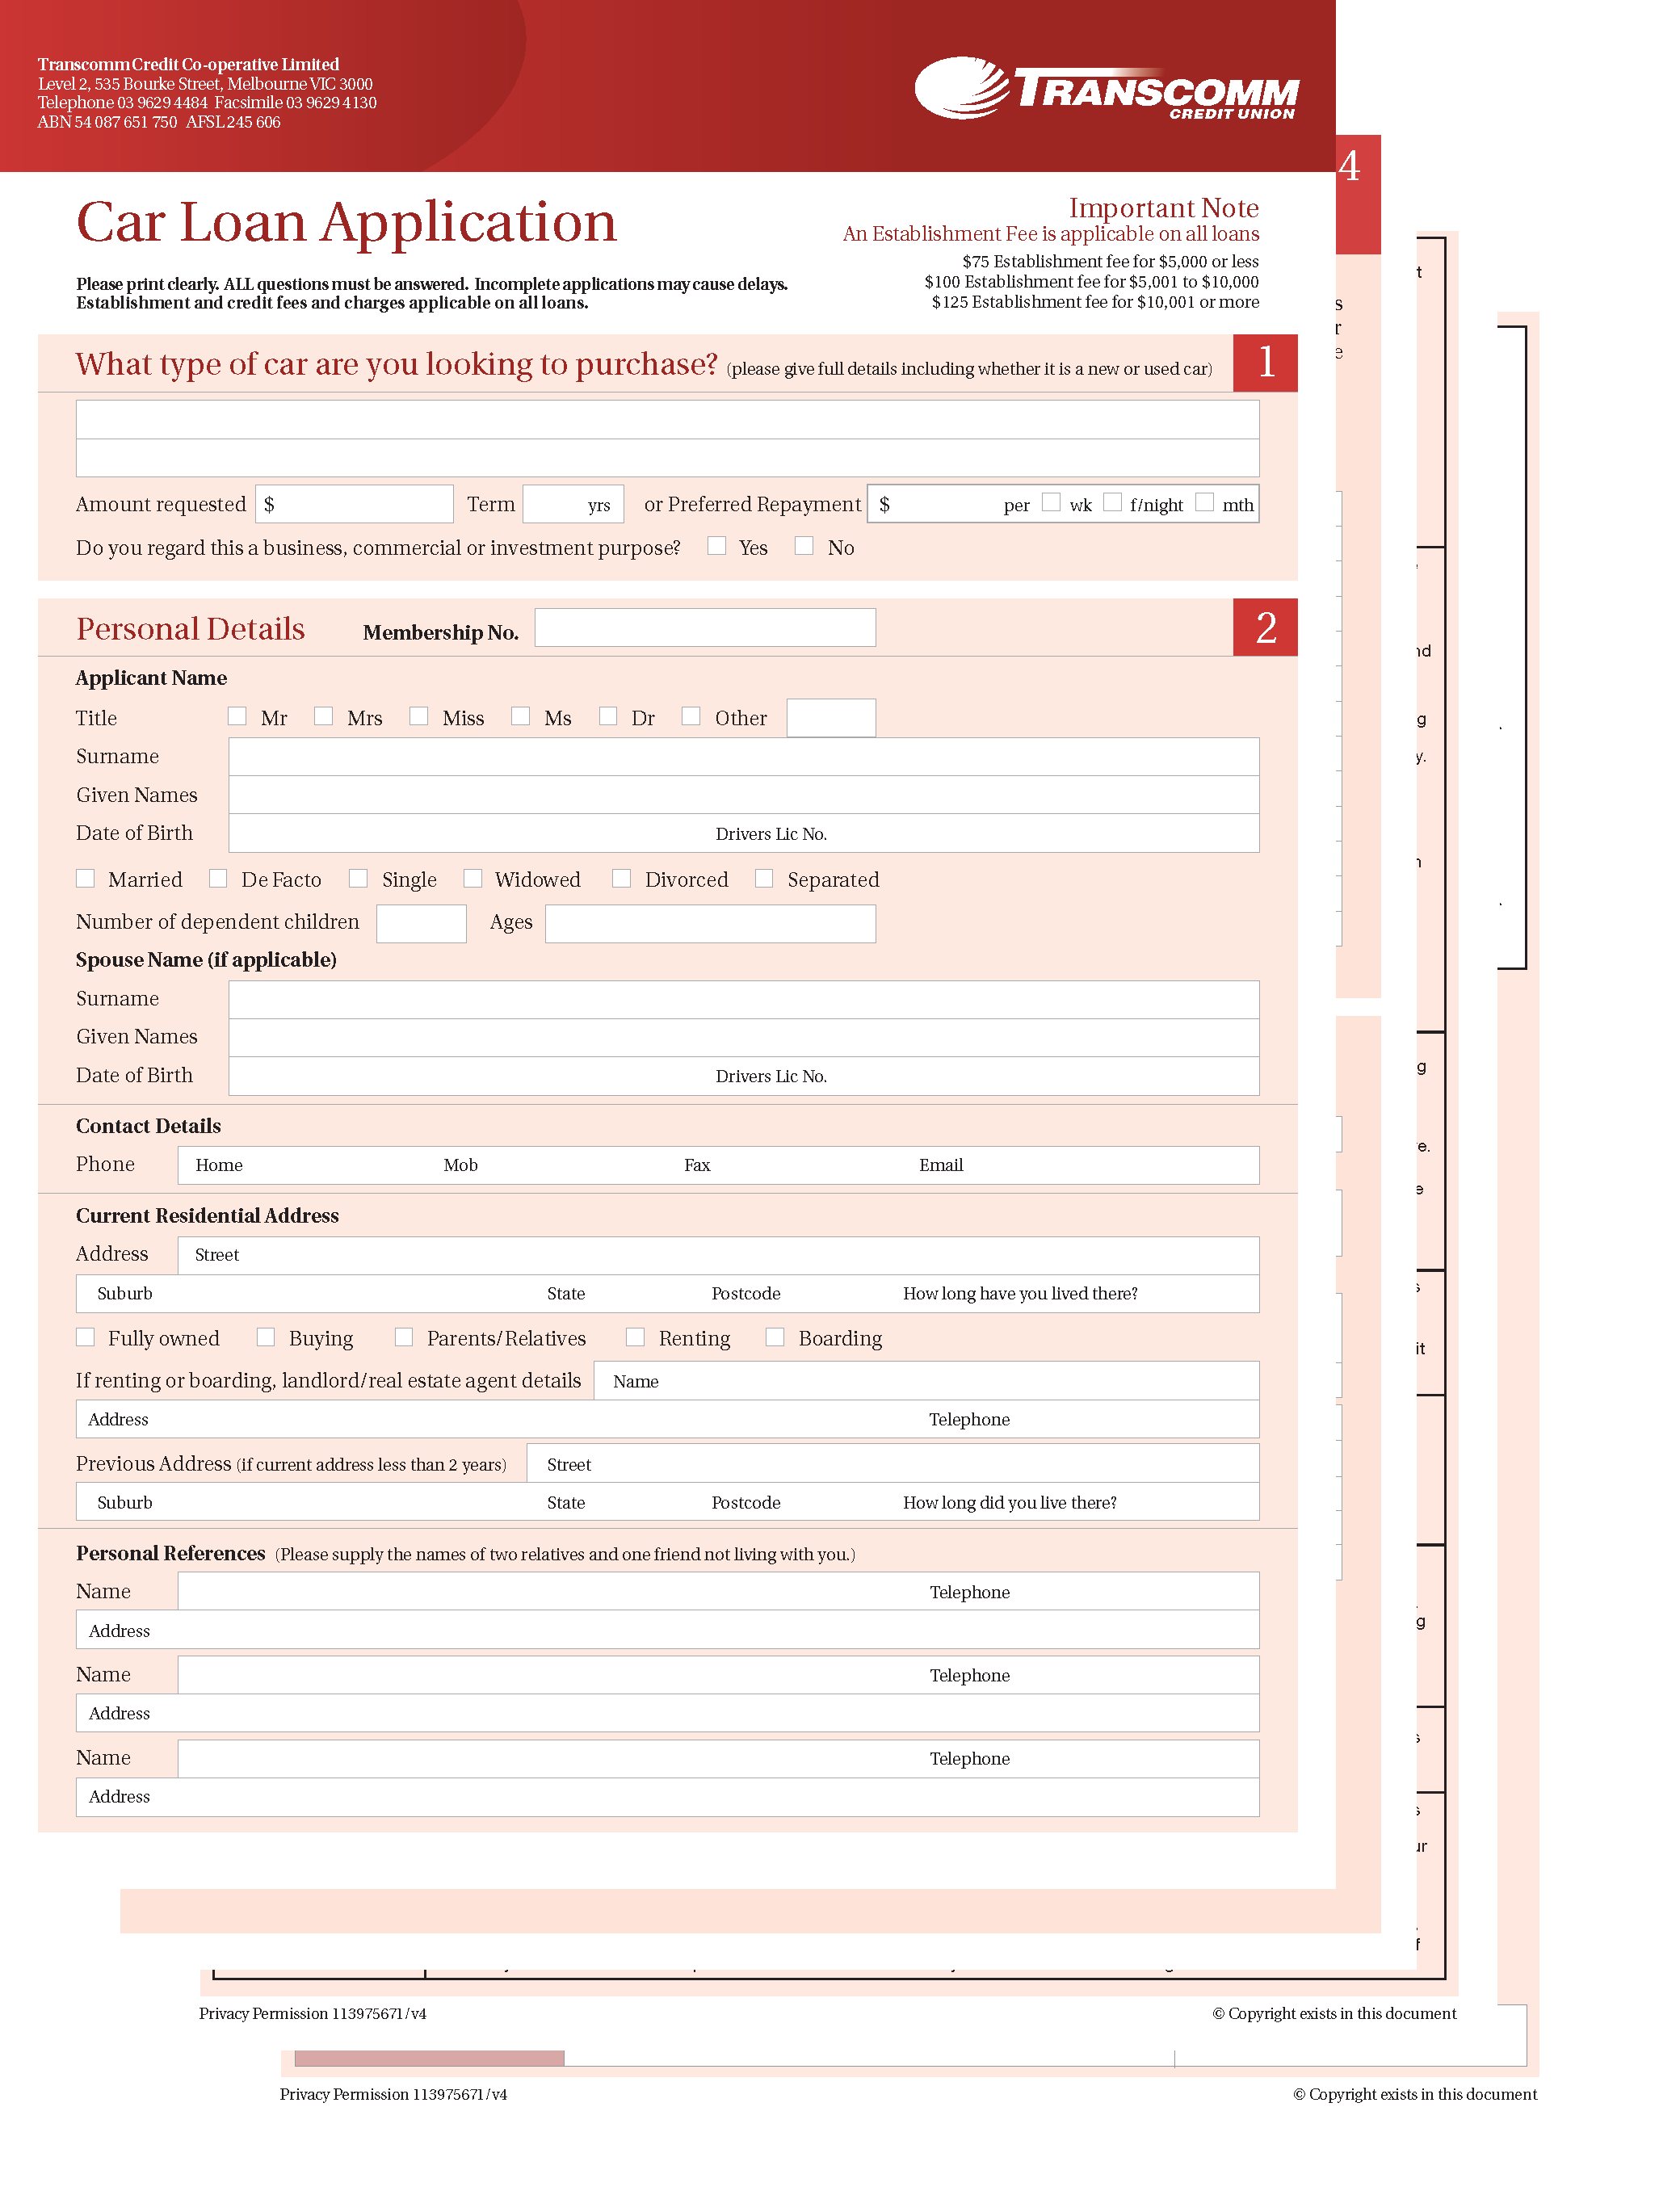 Transcomm Credit Co-operative Limited
Level 2, 535 Bourke Street, Melbourne VIC 3000
Telephone 03 9629 4484 Facsimile 03 9629 4130
ABN 54 087 651 750 AFSL 245 606
TRANSCOMM
CREDIT UNION
Car Loan Application
Please print clearly. ALL questions must be answered. Incomplete applications may cause delays.
Establishment and credit fees and charges applicable on all loans.
Important Note
An Establishment Fee is applicable on all loans
$75 Establishment fee for $5,000 or less
$100 Establishment fee for $5,001 to $10,000
$125 Establishment fee for $10,001 or more
4
What type of car are you looking to purchase? (please give full details including whether it is a new or used car) 1
Amount requested $ Term yrs or Preferred Repayment $ per wk f/night mth
Do you regard this a business, commercial or investment purpose? Yes No
Personal Details Membership No. 2
Applicant Name
Title Mr Mrs Miss Ms Dr Other
Surname
Given Names
Date of Birth Drivers Lic No.
Married De Facto Single Widowed Divorced Separated
Number of dependent children Ages
Spouse Name (if applicable)
Surname
Given Names
Date of Birth Drivers Lic No.
Contact Details
Phone Home Mob Fax Email
Current Residential Address
Address Street
Suburb State Postcode How long have you lived there?
Fully owned Buying Parents/Relatives Renting Boarding
If renting or boarding, landlord/real estate agent details Name
Address Telephone
Previous Address (if current address less than 2 years) Street
Suburb State Postcode How long did you live there?
Personal References (Please supply the names of two relatives and one friend not living with you.)
Name Telephone
Address
Name Telephone
Address
Name Telephone
Address
Privacy Permission 113975671/v4 © Copyright exists in this document
Privacy Permission 113975671/v4 © Copyright exists in this document